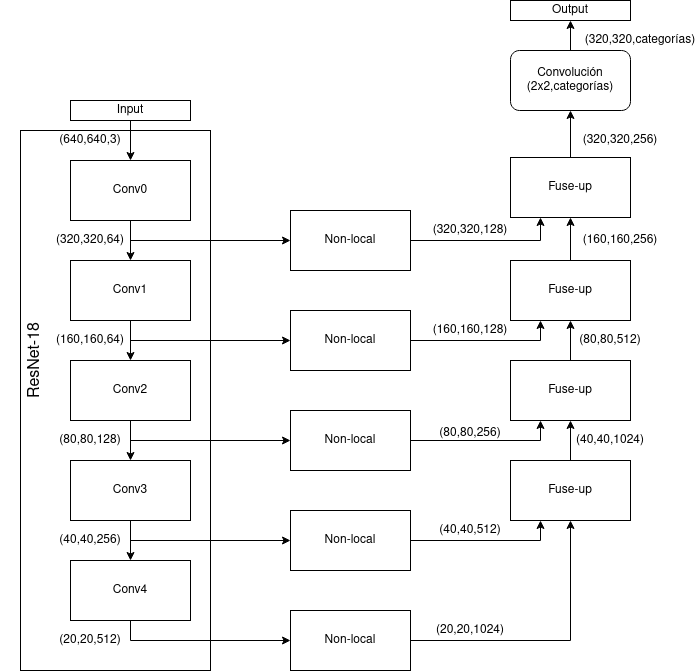 Output
(320,320,categorías)
Convolución
(2x2,categorías)
Input
(640,640,3)
(320,320,256)
Conv0
Fuse-up
(320,320,64)
Non-local
(320,320,128)
(160,160,256)
Conv1
Fuse-up
ResNet-18
(160,160,64)
Non-local
(160,160,128)
(80,80,512)
Conv2
Fuse-up
(80,80,128)
Non-local
(80,80,256)
(40,40,1024)
Conv3
Fuse-up
(40,40,256)
Non-local
(40,40,512)
Conv4
(20,20,512)
Non-local
(20,20,1024)